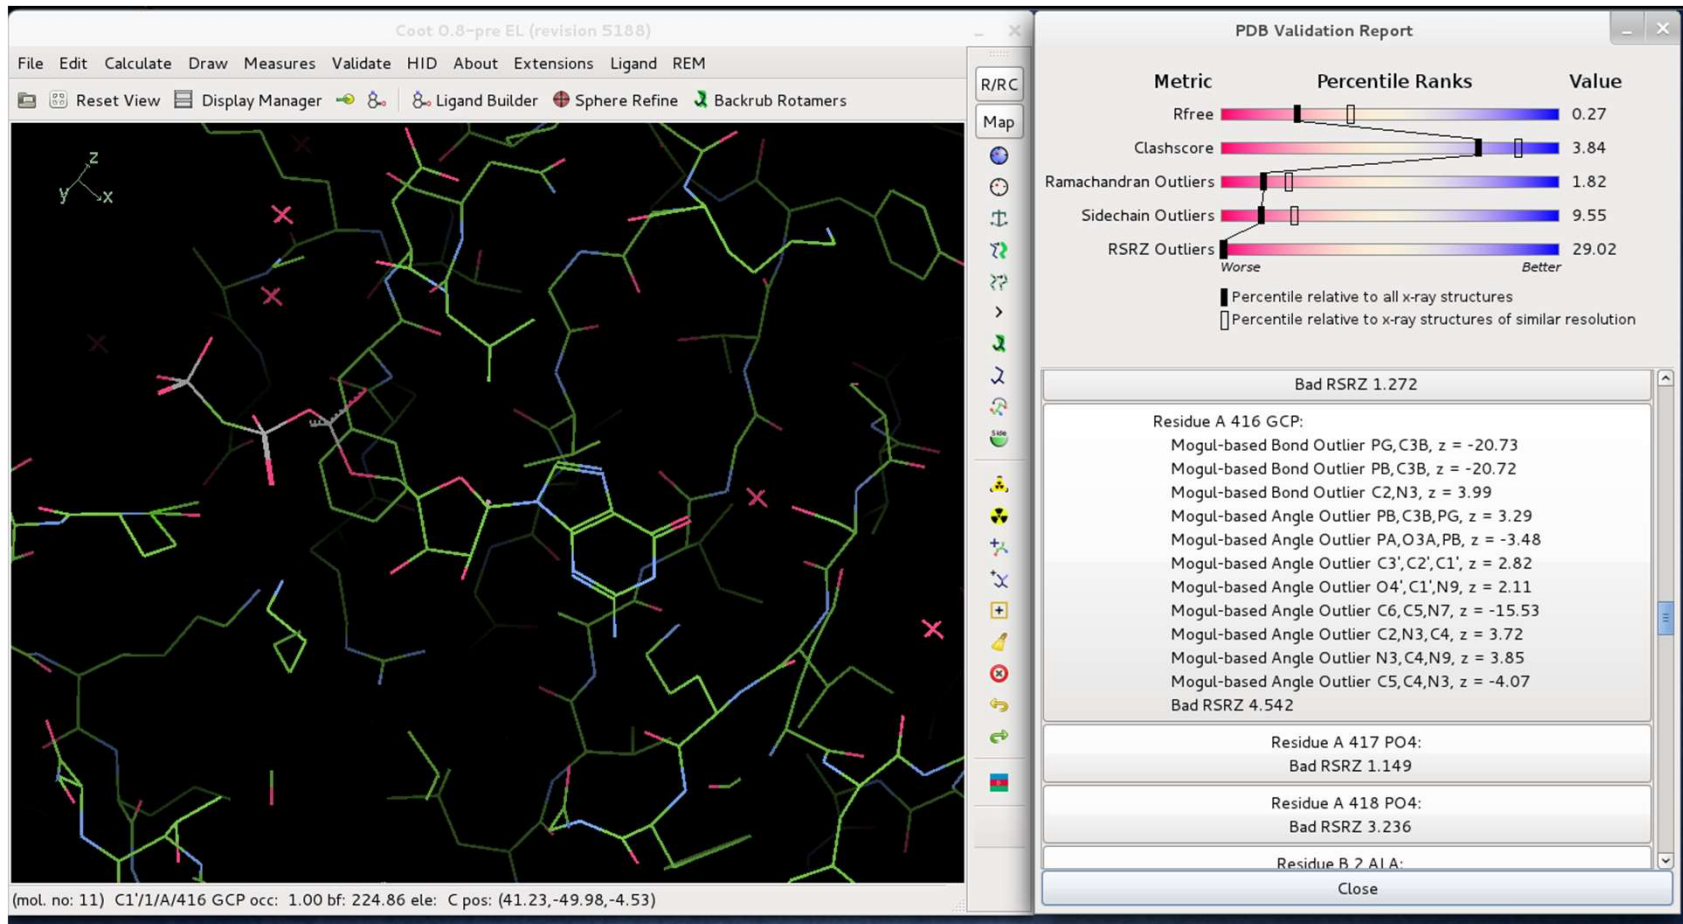 Coot 0.8-pre EL (revision 5188)
File Edit Calculate Draw Measures Validate HID About Extensions Ligand REM
Reset View Display Manager Ligand Builder Sphere Refine Backrub Rotamers
R/RC
Map
z
y x
Side
(mol. no: 11) C1'/1/A/416 GCP occ: 1.00 bf: 224.86 ele: C pos: (41.23,-49.98,-4.53)
PDB Validation Report
Metric Percentile Ranks Value
Rfree 0.27
Clashscore 3.84
Ramachandran Outliers 1.82
Sidechain Outliers 9.55
RSRZ Outliers 29.02
Worse Better
Percentile relative to all x-ray structures
Percentile relative to x-ray structures of similar resolution
Bad RSRZ 1.272
Residue A 416 GCP:
Mogul-based Bond Outlier PG,C3B, z = -20.73
Mogul-based Bond Outlier PB,C3B, z = -20.72
Mogul-based Bond Outlier C2,N3, z = 3.99
Mogul-based Angle Outlier PB,C3B,PG, z = 3.29
Mogul-based Angle Outlier PA,O3A,PB, z = -3.48
Mogul-based Angle Outlier C3',C2',C1', z = 2.82
Mogul-based Angle Outlier O4',C1',N9, z = 2.11
Mogul-based Angle Outlier C6,C5,N7, z = -15.53
Mogul-based Angle Outlier C2,N3,C4, z = 3.72
Mogul-based Angle Outlier N3,C4,N9, z = 3.85
Mogul-based Angle Outlier C5,C4,N3, z = -4.07
Bad RSRZ 4.542
Residue A 417 PO4:
Bad RSRZ 1.149
Residue A 418 PO4:
Bad RSRZ 3.236
Residue B 2 ALA:
Close